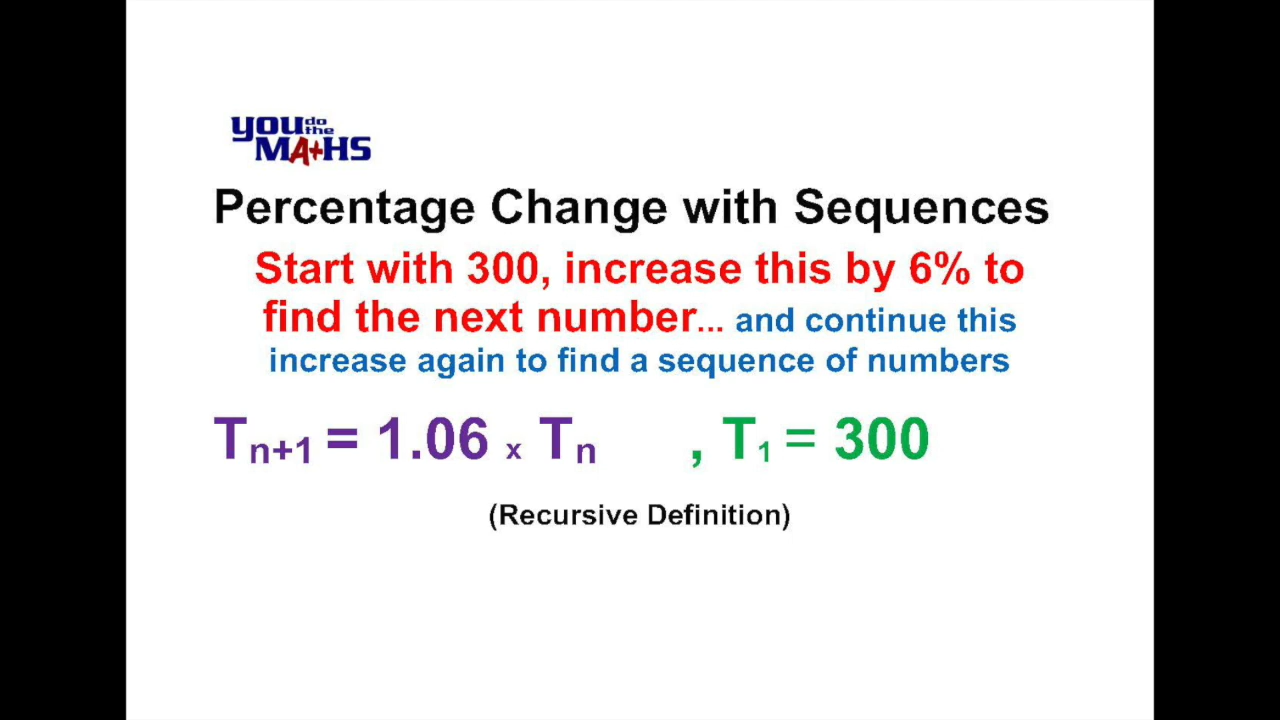 you do the
MA+HS
Percentage Change with Sequences
Start with 300, increase this by 6% to
find the next number... and continue this
increase again to find a sequence of numbers
Tn+1 = 1.06 x Tn , T1 = 300
(Recursive Definition)